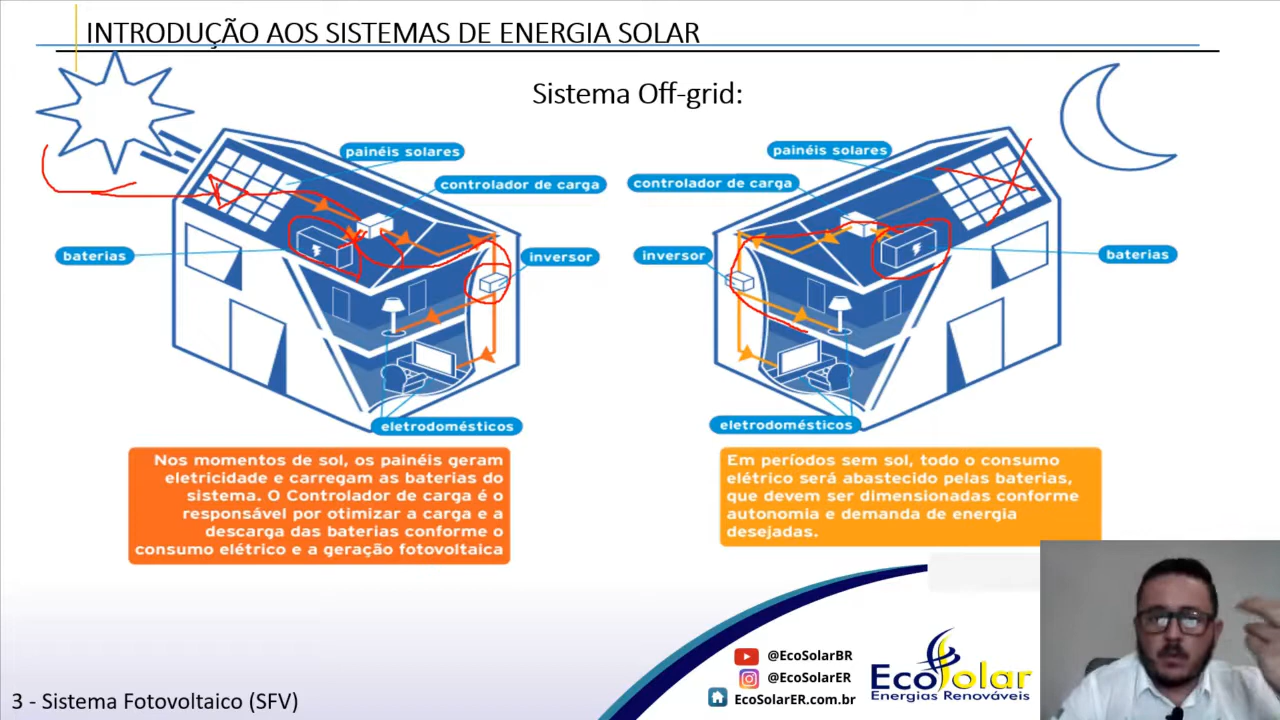 INTRODUÇÃO AOS SISTEMAS DE ENERGIA SOLAR
Sistema Off-grid:
painéis solares
controlador de carga
baterias
inversor
eletrodomésticos
painéis solares
controlador de carga
inversor
baterias
eletrodomésticos
Nos momentos de sol, os painéis geram
eletricidade e carregam as baterias do
sistema. O Controlador de carga é o
responsável por otimizar a carga e a
descarga das baterias conforme o
consumo elétrico e a geração fotovoltaica
Em períodos sem sol, todo o consumo
elétrico será abastecido pelas baterias,
que devem ser dimensionadas conforme
autonomia e demanda de energia
desejadas.
@EcoSolarBR
@EcoSolarER
EcoSolarER.com.br
EcoSolar
Energias Renováveis
3 - Sistema Fotovoltaico (SFV)